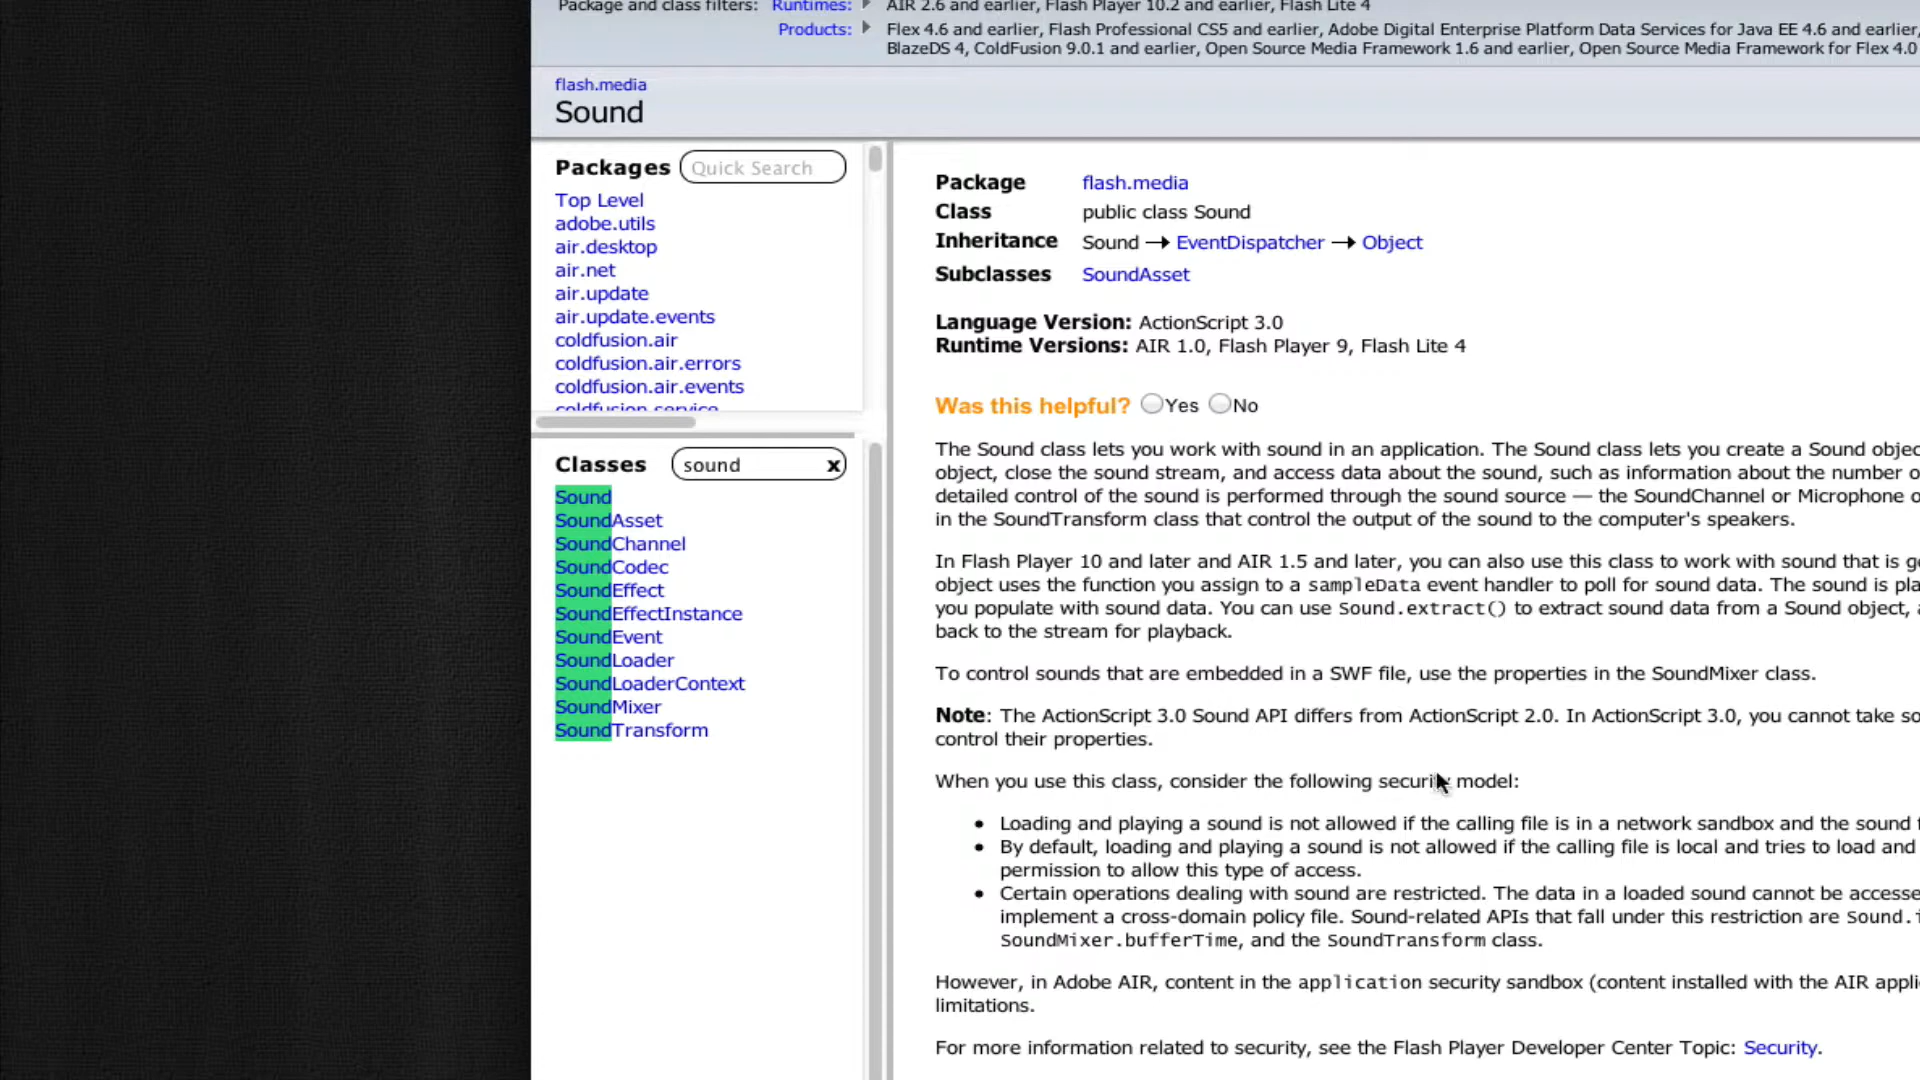 Package and class filters: Runtimes: AIR 2.6 and earlier, Flash Player 10.2 and earlier, Flash Lite 4
Products: Flex 4.6 and earlier, Flash Professional CS5 and earlier, Adobe Digital Enterprise Platform Data Services for Java EE 4.6 and earlier,
BlazeDS 4, ColdFusion 9.0.1 and earlier, Open Source Media Framework 1.6 and earlier, Open Source Media Framework for Flex 4.0
flash.media
Sound
Packages Quick Search
Top Level
adobe.utils
air.desktop
air.net
air.update
air.update.events
coldfusion.air
coldfusion.air.errors
coldfusion.air.events
coldfusion.service
Classes sound x
Sound
SoundAsset
SoundChannel
SoundCodec
SoundEffect
SoundEffectInstance
SoundEvent
SoundLoader
SoundLoaderContext
SoundMixer
SoundTransform
Package flash.media
Class public class Sound
Inheritance Sound → EventDispatcher → Object
Subclasses SoundAsset
Language Version: ActionScript 3.0
Runtime Versions: AIR 1.0, Flash Player 9, Flash Lite 4
Was this helpful? Yes No
The Sound class lets you work with sound in an application. The Sound class lets you create a Sound
object, close the sound stream, and access data about the sound, such as information about the number
detailed control of the sound is performed through the sound source — the SoundChannel or Microphone
in the SoundTransform class that control the output of the sound to the computer's speakers.
In Flash Player 10 and later and AIR 1.5 and later, you can also use this class to work with sound that is
object uses the function you assign to a sampleData event handler to poll for sound data. The sound is
you populate with sound data. You can use Sound.extract() to extract sound data from a Sound object,
back to the stream for playback.
To control sounds that are embedded in a SWF file, use the properties in the SoundMixer class.
Note: The ActionScript 3.0 Sound API differs from ActionScript 2.0. In ActionScript 3.0, you cannot take
control their properties.
When you use this class, consider the following security model:
• Loading and playing a sound is not allowed if the calling file is in a network sandbox and the sound
• By default, loading and playing a sound is not allowed if the calling file is local and tries to load and
permission to allow this type of access.
• Certain operations dealing with sound are restricted. The data in a loaded sound cannot be
implement a cross-domain policy file. Sound-related APIs that fall under this restriction are Sound.
SoundMixer.bufferTime, and the SoundTransform class.
However, in Adobe AIR, content in the application security sandbox (content installed with the AIR
limitations.
For more information related to security, see the Flash Player Developer Center Topic: Security.